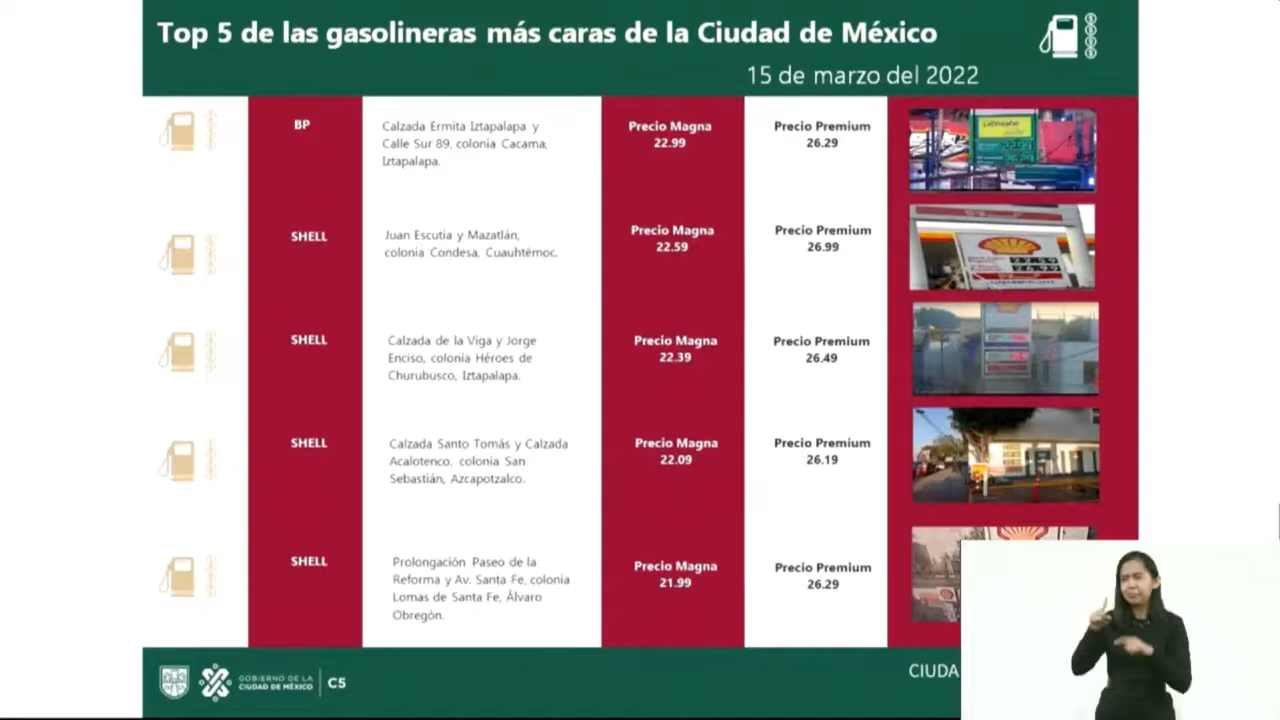 Top 5 de las gasolineras más caras de la Ciudad de México
15 de marzo del 2022
BP
Calzada Ermita Iztapalapa y
Calle Sur 89, colonia Cacama,
Iztapalapa.
Precio Magna
22.99
Precio Premium
26.29
SHELL
Juan Escutia y Mazatlán,
colonia Condesa, Cuauhtémoc.
Precio Magna
22.59
Precio Premium
26.99
SHELL
Calzada de la Viga y Jorge
Enciso, colonia Héroes de
Churubusco, Iztapalapa.
Precio Magna
22.39
Precio Premium
26.49
SHELL
Calzada Santo Tomás y Calzada
Acalotenco, colonia San
Sebastián, Azcapotzalco.
Precio Magna
22.09
Precio Premium
26.19
SHELL
Prolongación Paseo de la
Reforma y Av. Santa Fe, colonia
Lomas de Santa Fe, Álvaro
Obregón.
Precio Magna
21.99
Precio Premium
26.29
GOBIERNO DE LA
CIUDAD DE MÉXICO
C5
CIUDA